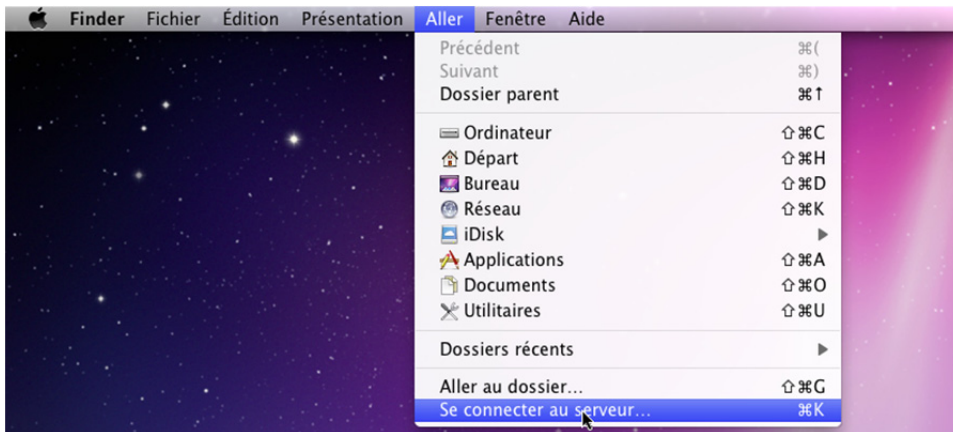 Finder Fichier Édition Présentation Aller Fenêtre Aide
Précédent ⌘(
Suivant ⌘)
Dossier parent ⌘↑
Ordinateur ⇧⌘C
Départ ⇧⌘H
Bureau ⇧⌘D
Réseau ⇧⌘K
iDisk
Applications ⇧⌘A
Documents ⇧⌘O
Utilitaires ⇧⌘U
Dossiers récents
Aller au dossier... ⇧⌘G
Se connecter au serveur... ⌘K